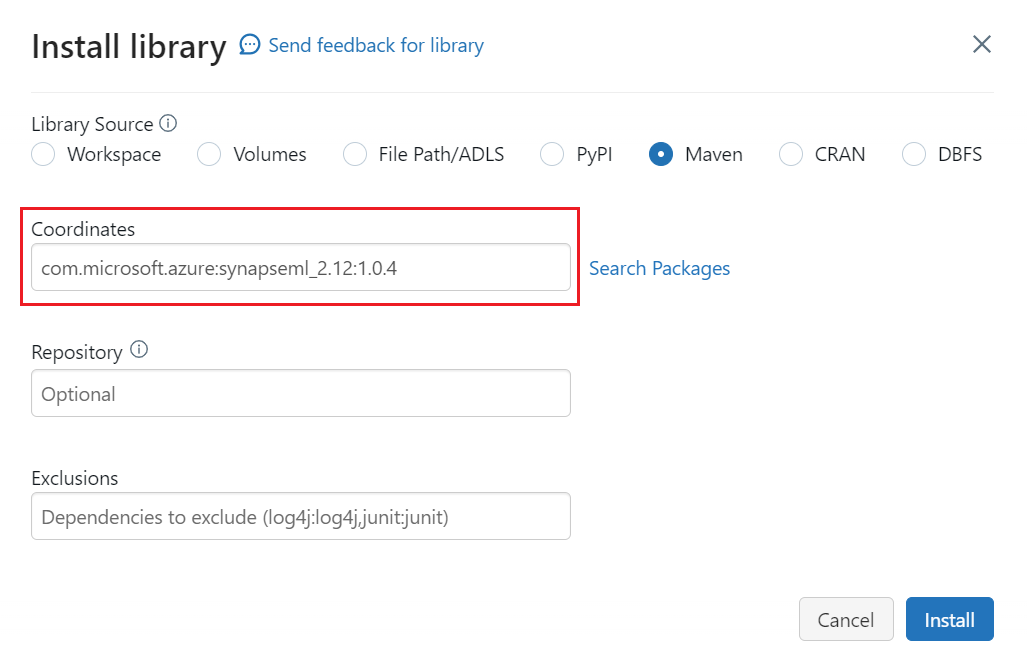 Install library Send feedback for library
Library Source
Workspace Volumes File Path/ADLS PyPI Maven CRAN DBFS
Coordinates
com.microsoft.azure:synapseml_2.12:1.0.4 Search Packages
Repository
Optional
Exclusions
Dependencies to exclude (log4j:log4j,junit:junit)
Cancel Install